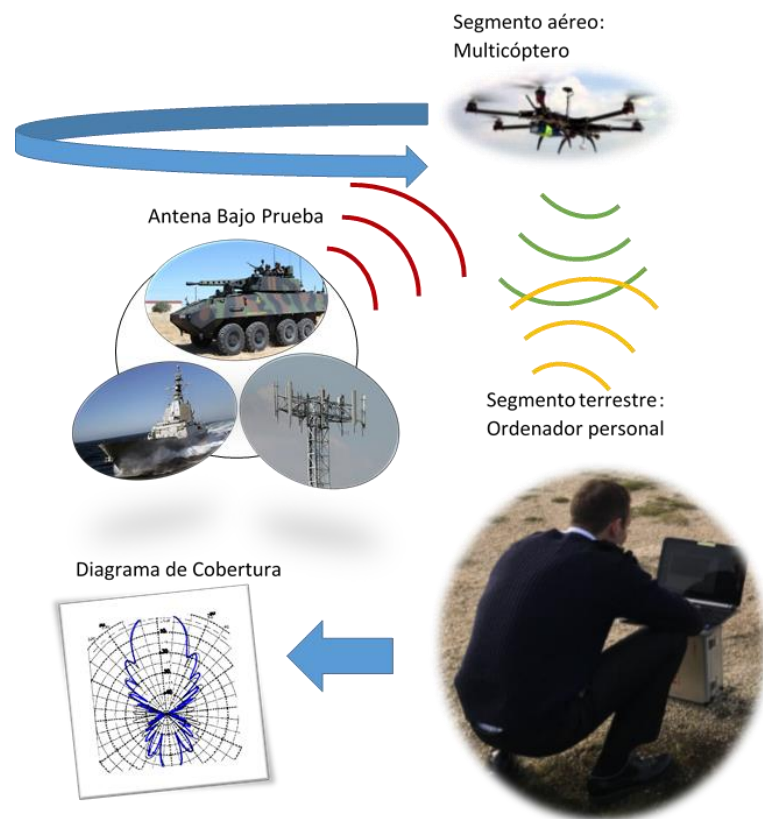 Segmento aéreo:
Multicóptero
Antena Bajo Prueba
Segmento terrestre:
Ordenador personal
Diagrama de Cobertura